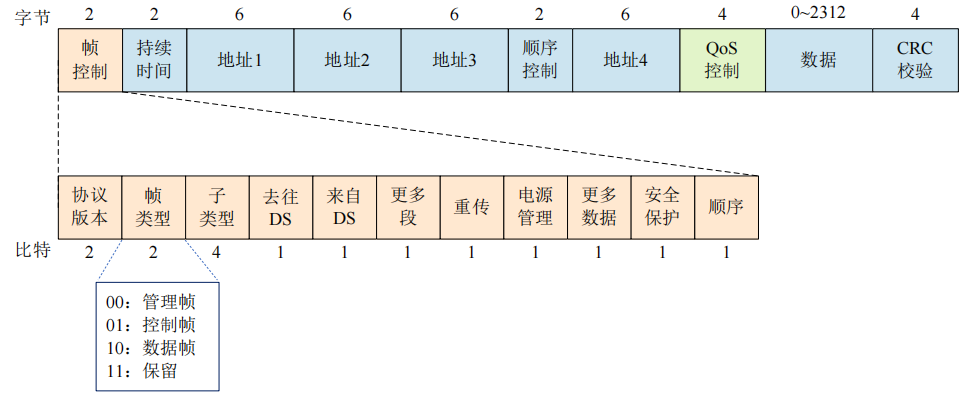 字节 2 2 6 6 6 2 6 4 0~2312 4
帧控制 持续时间 地址1 地址2 地址3 顺序控制 地址4 QoS控制 数据 CRC校验
协议版本 帧类型 子类型 去往DS 来自DS 更多段 重传 电源管理 更多数据 安全保护 顺序
比特 2 2 4 1 1 1 1 1 1 1 1
00：管理帧
01：控制帧
10：数据帧
11：保留